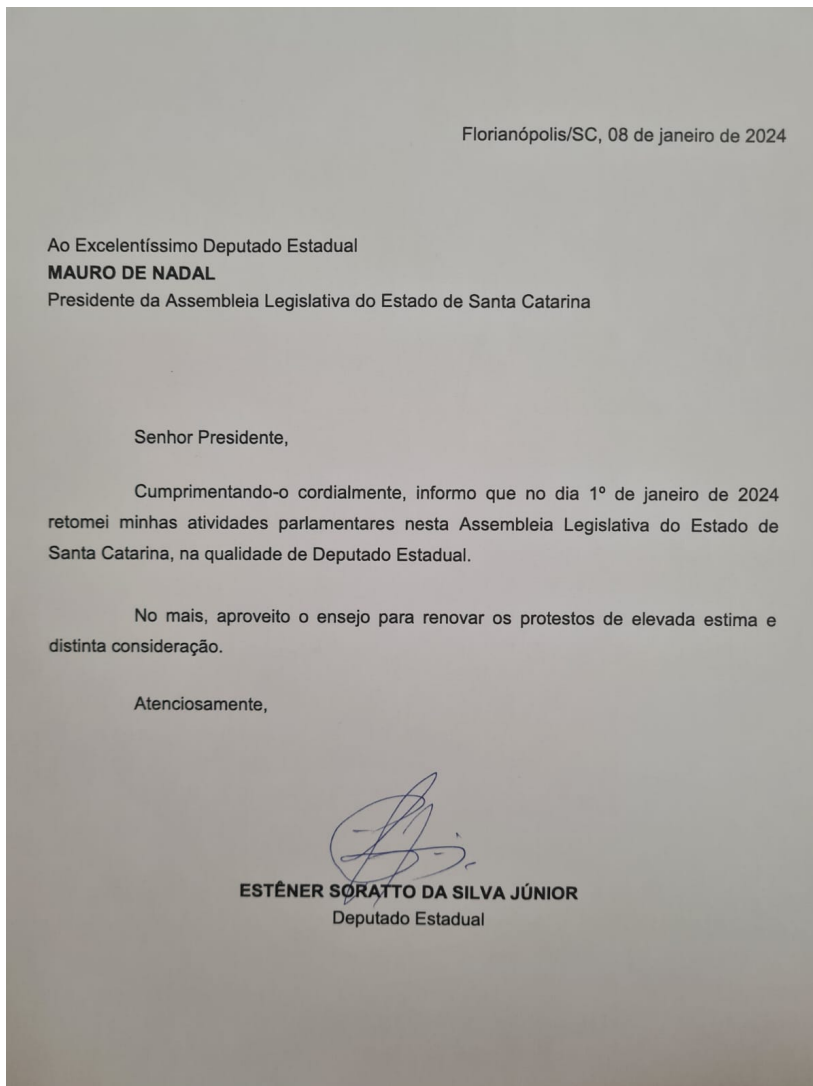 Florianópolis/SC, 08 de janeiro de 2024
Ao Excelentíssimo Deputado Estadual
MAURO DE NADAL
Presidente da Assembleia Legislativa do Estado de Santa Catarina
Senhor Presidente,
Cumprimentando-o cordialmente, informo que no dia 1º de janeiro de 2024
retomei minhas atividades parlamentares nesta Assembleia Legislativa do Estado de
Santa Catarina, na qualidade de Deputado Estadual.
No mais, aproveito o ensejo para renovar os protestos de elevada estima e
distinta consideração.
Atenciosamente,
ESTÊNER SORATTO DA SILVA JÚNIOR
Deputado Estadual